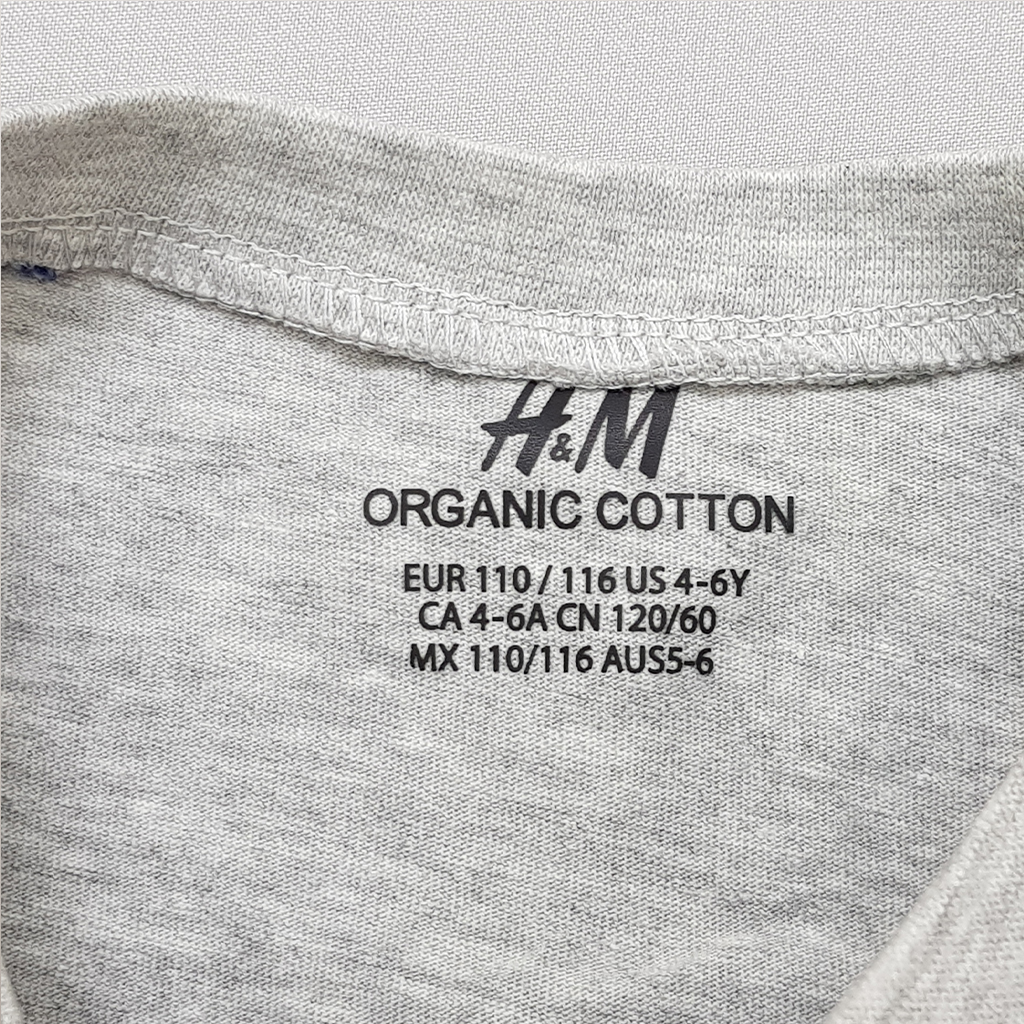 H&M
ORGANIC COTTON
EUR 110 / 116 US 4-6Y
CA 4-6A CN 120/60
MX 110/116 AUS5-6